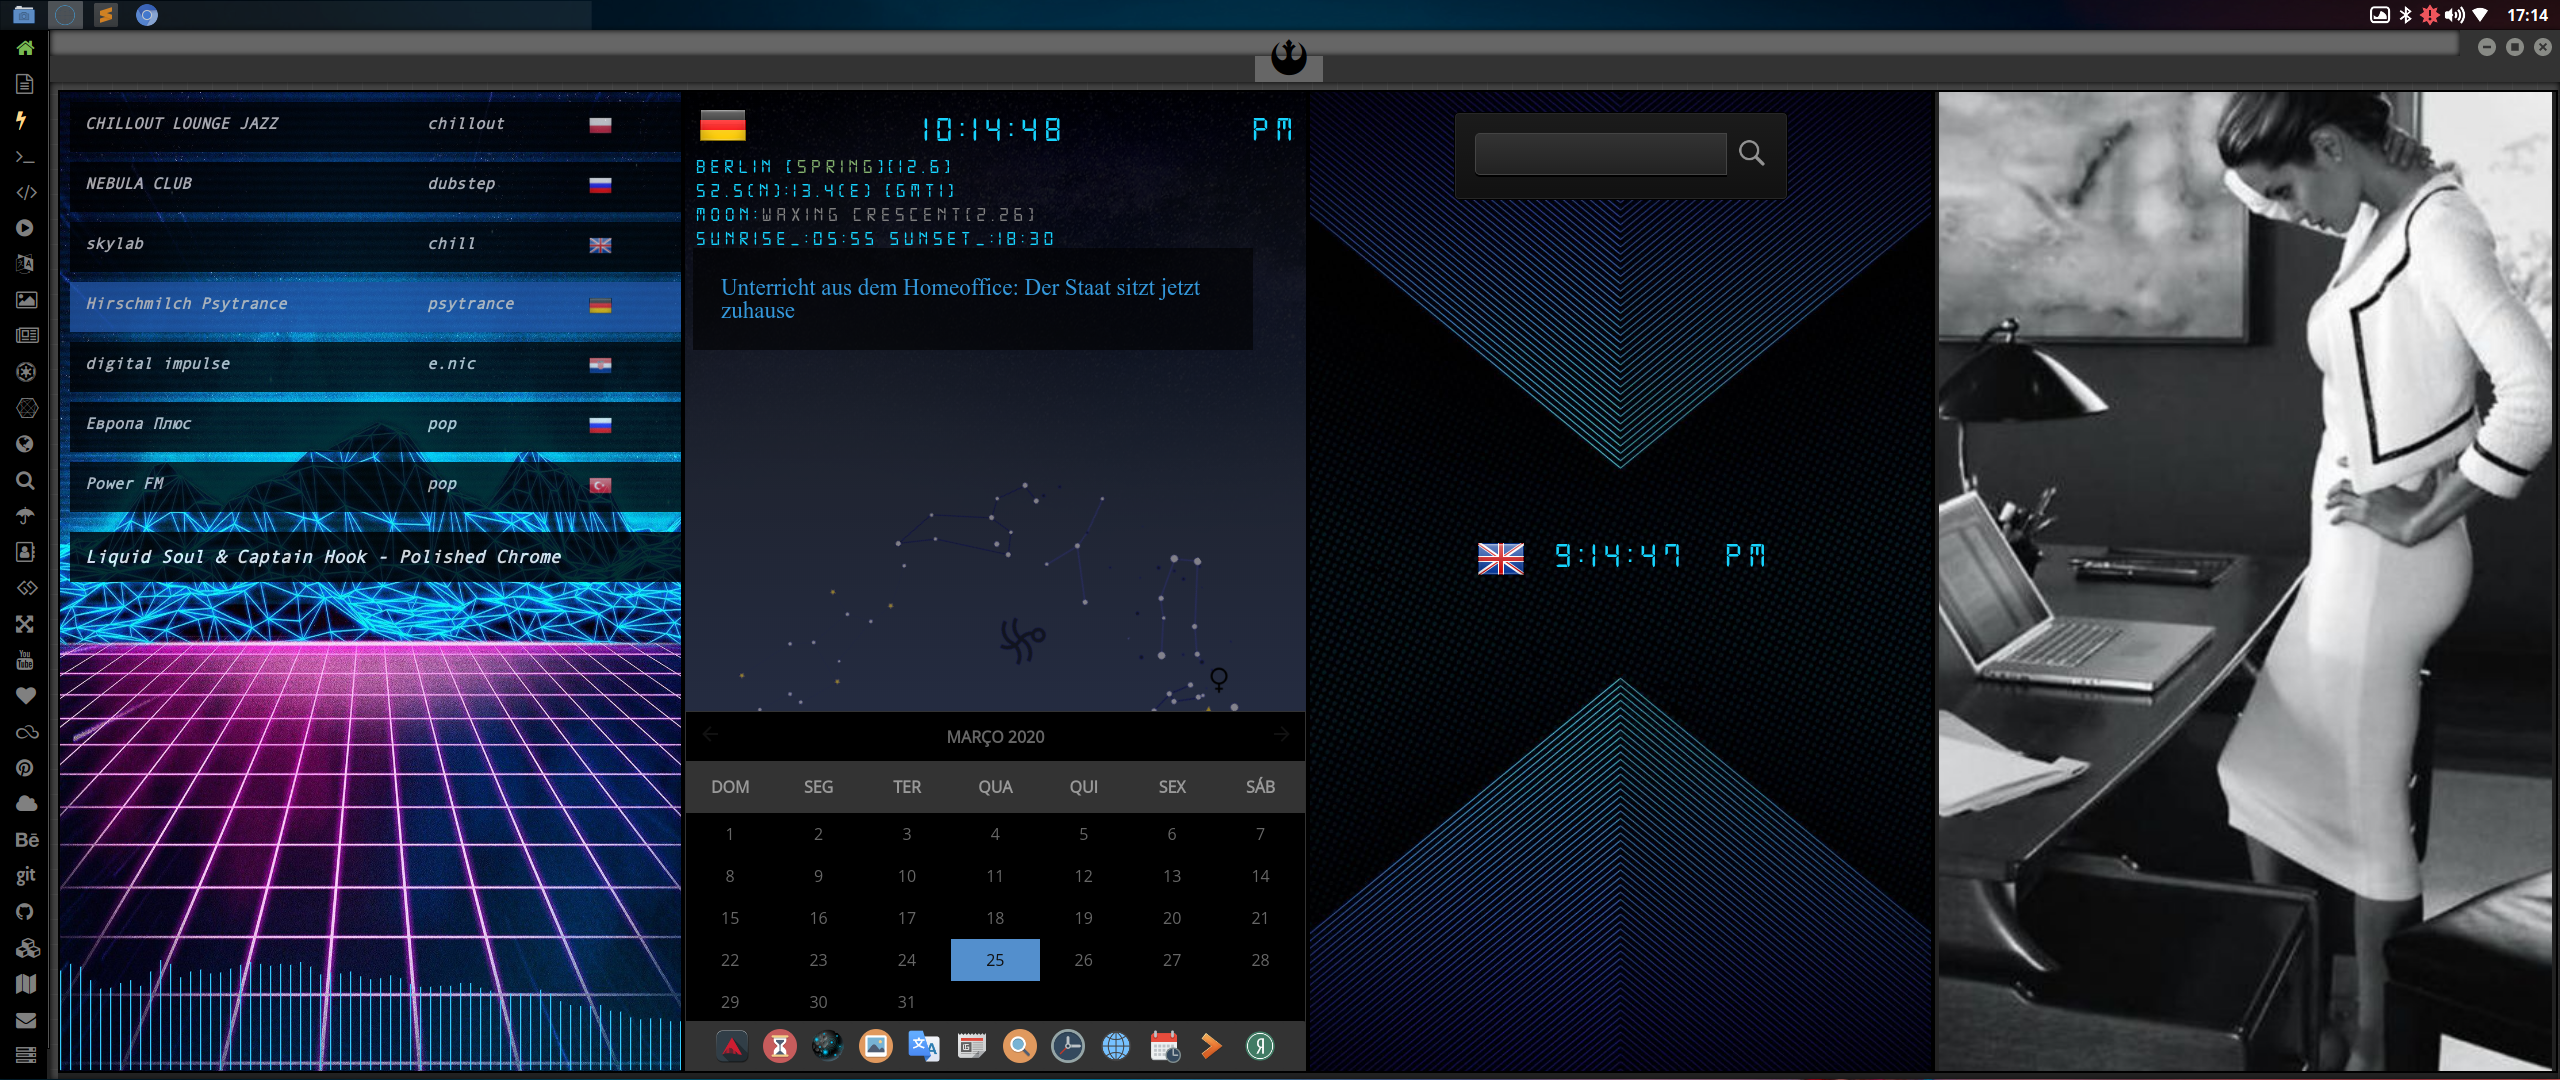 17:14
CHILLOUT LOUNGE JAZZ chillout
NEBULA CLUB dubstep
skylab chill
Hirschmilch Psytrance psytrance
digital impulse e.nic
Европа Плюс pop
Power FM pop
Liquid Soul & Captain Hook - Polished Chrome
10:14:48 PM
BERLIN [SPRING][12.6]
52.5(N):13.4(E) [GMT1]
MOON:WAXING CRESCENT[2.26]
SUNRISE_:05:55 SUNSET_:18:30
Unterricht aus dem Homeoffice: Der Staat sitzt jetzt
zuhause
MARÇO 2020
DOM SEG TER QUA QUI SEX SÁB
1 2 3 4 5 6 7
8 9 10 11 12 13 14
15 16 17 18 19 20 21
22 23 24 25 26 27 28
29 30 31
9:14:47 PM
You
Tube
Bē
git